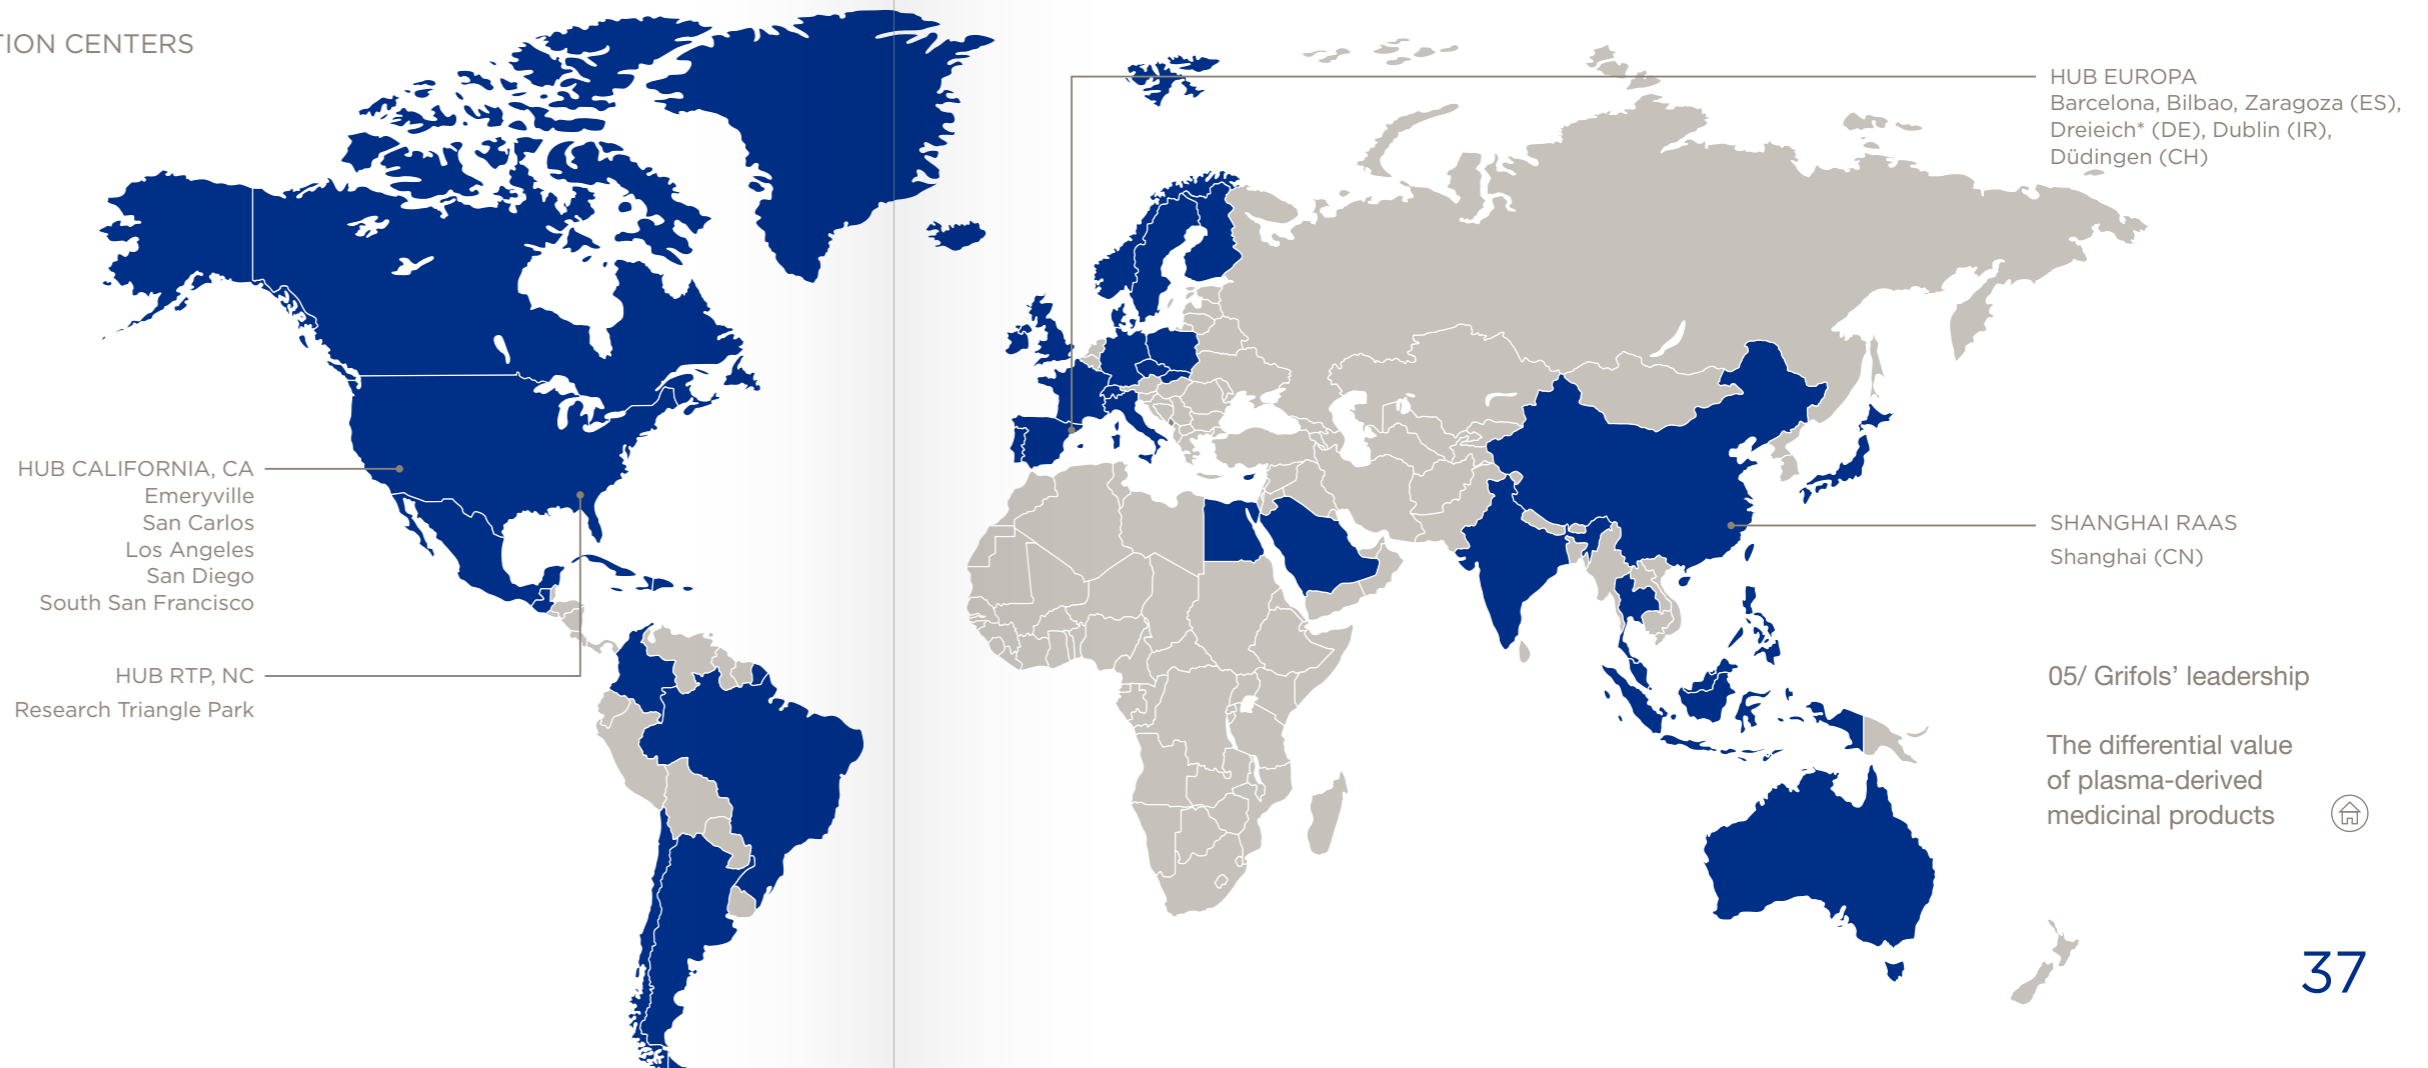 CENTERS
HUB EUROPA
Barcelona, Bilbao, Zaragoza (ES),
Dreieich* (DE), Dublin (IR),
Düdingen (CH)
HUB CALIFORNIA, CA
Emeryville
San Carlos
Los Angeles
San Diego
South San Francisco
HUB RTP, NC
Research Triangle Park
SHANGHAI RAAS
Shanghai (CN)
05/ Grifols’ leadership
The differential value
of plasma-derived
medicinal products
37